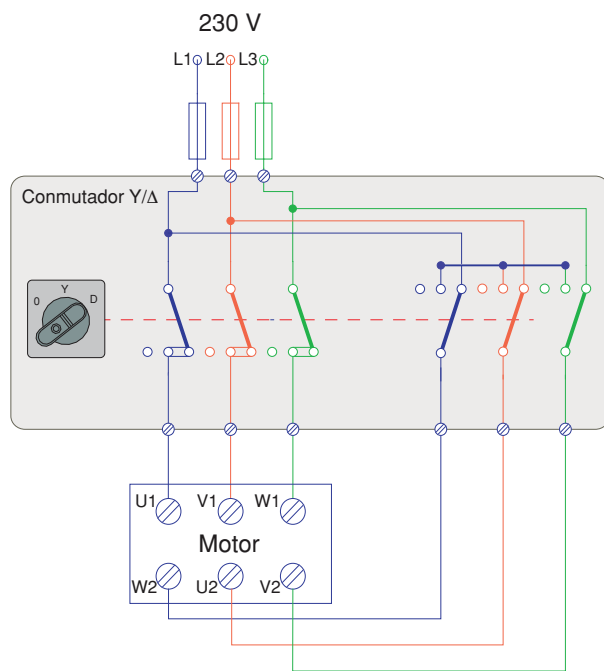 230 V
L1 L2 L3
Conmutador Y/Δ
Y
0 D
U1 V1 W1
Motor
W2 U2 V2